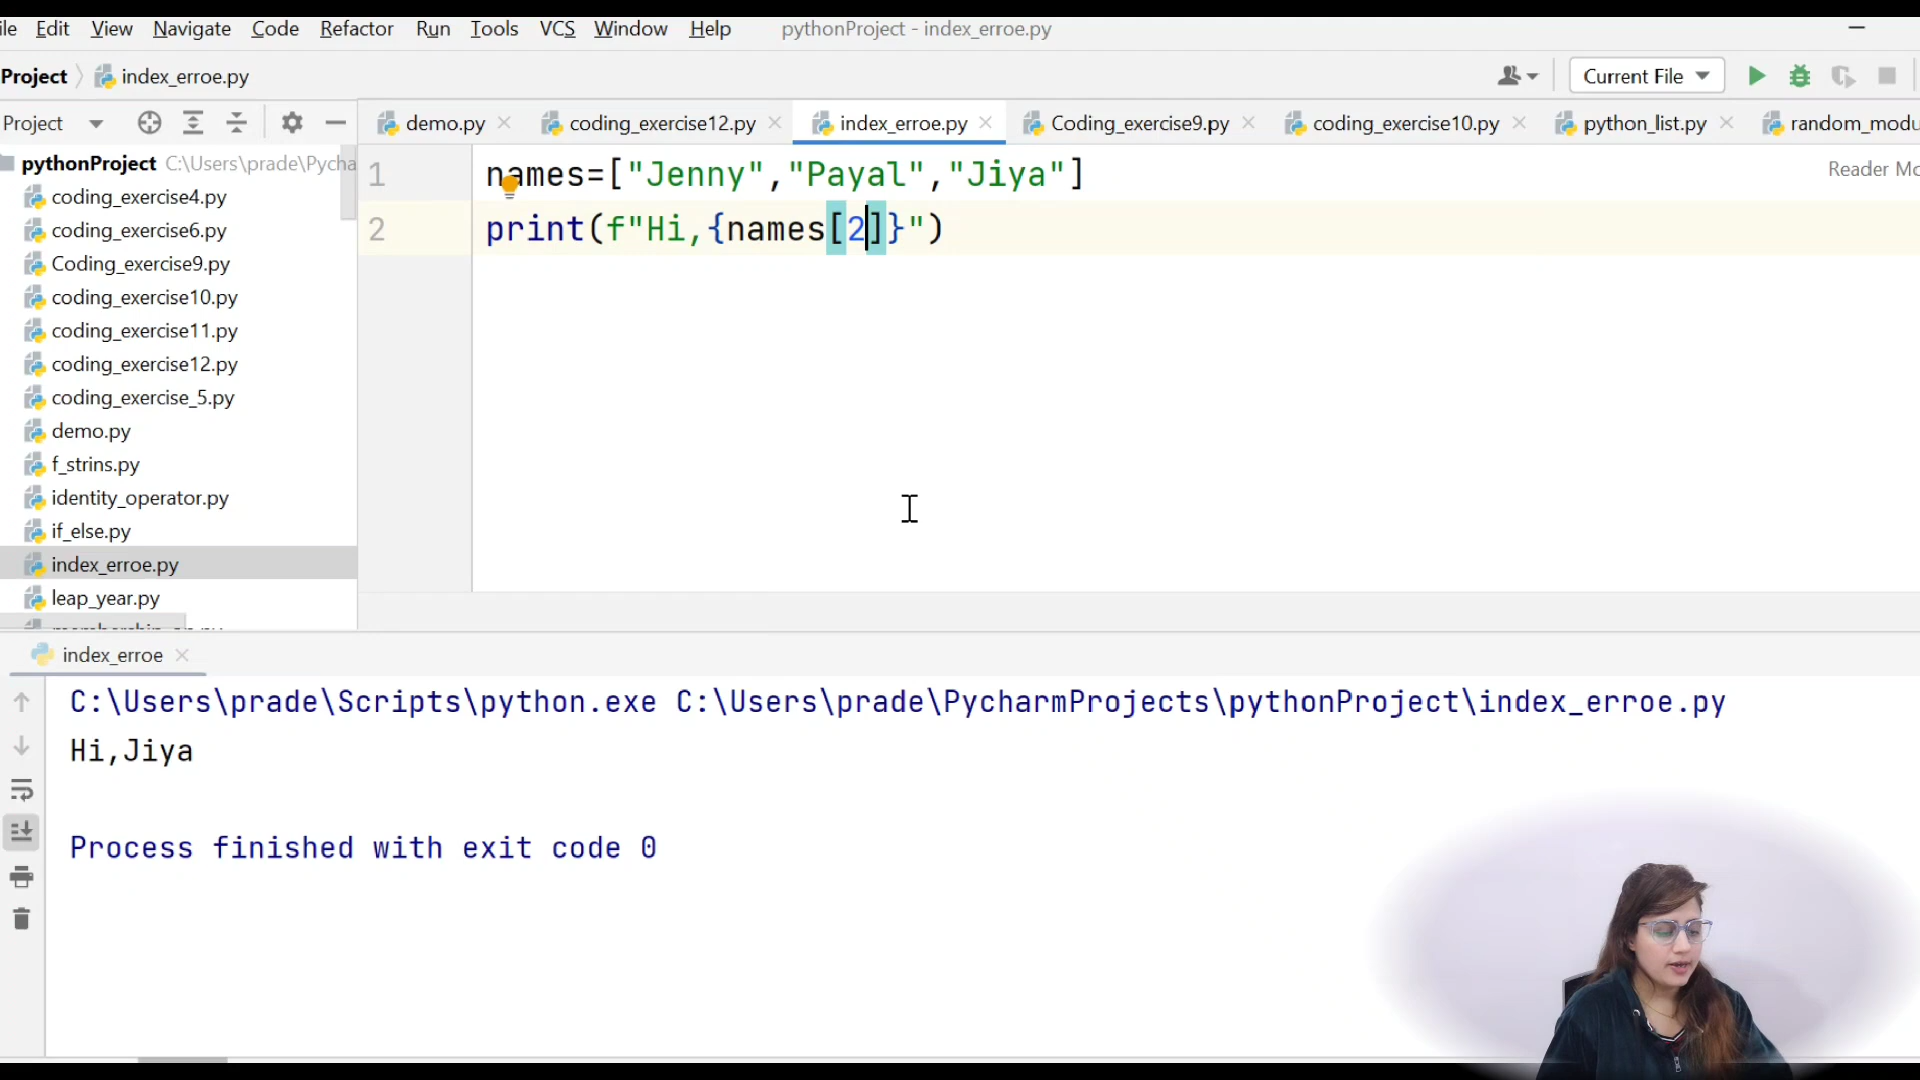 ile Edit View Navigate Code Refactor Run Tools VCS Window Help pythonProject - index_erroe.py
Project index_erroe.py Current File
Project demo.py coding_exercise12.py index_erroe.py Coding_exercise9.py coding_exercise10.py python_list.py random_modu
pythonProject C:\Users\prade\Pycha
coding_exercise4.py
coding_exercise6.py
Coding_exercise9.py
coding_exercise10.py
coding_exercise11.py
coding_exercise12.py
coding_exercise_5.py
demo.py
f_strins.py
identity_operator.py
if_else.py
index_erroe.py
leap_year.py
1 names=["Jenny","Payal","Jiya"]
Reader Mo
2 print(f"Hi,{names[2]}")
index_erroe
C:\Users\prade\Scripts\python.exe C:\Users\prade\PycharmProjects\pythonProject\index_erroe.py
Hi,Jiya
Process finished with exit code 0